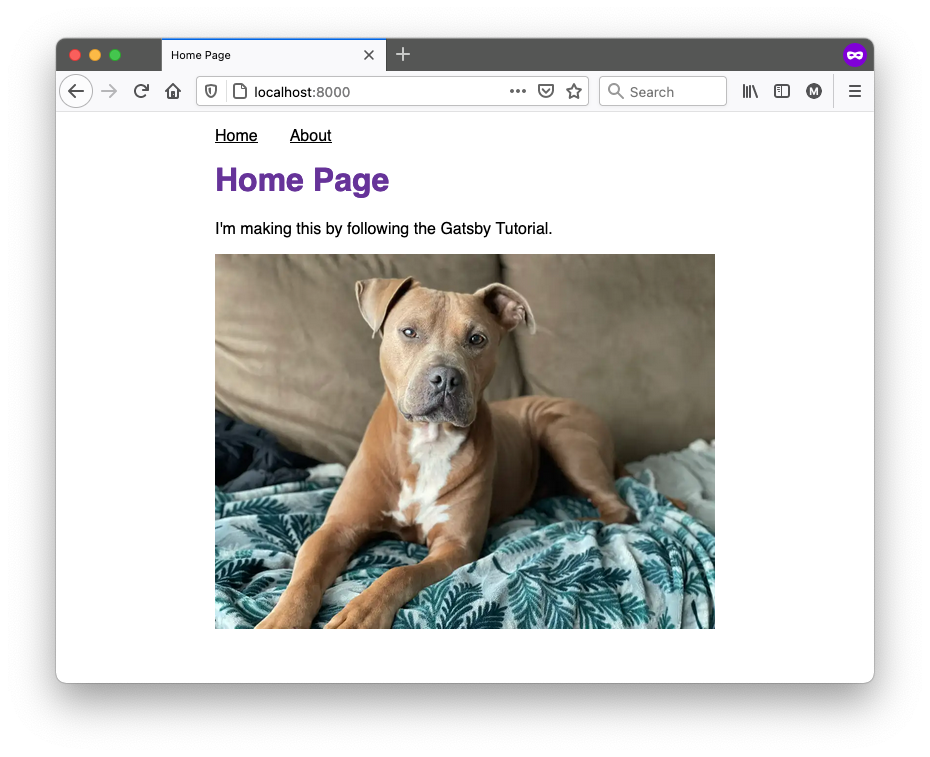 Home Page
localhost:8000
Search
M
Home About
Home Page
I'm making this by following the Gatsby Tutorial.